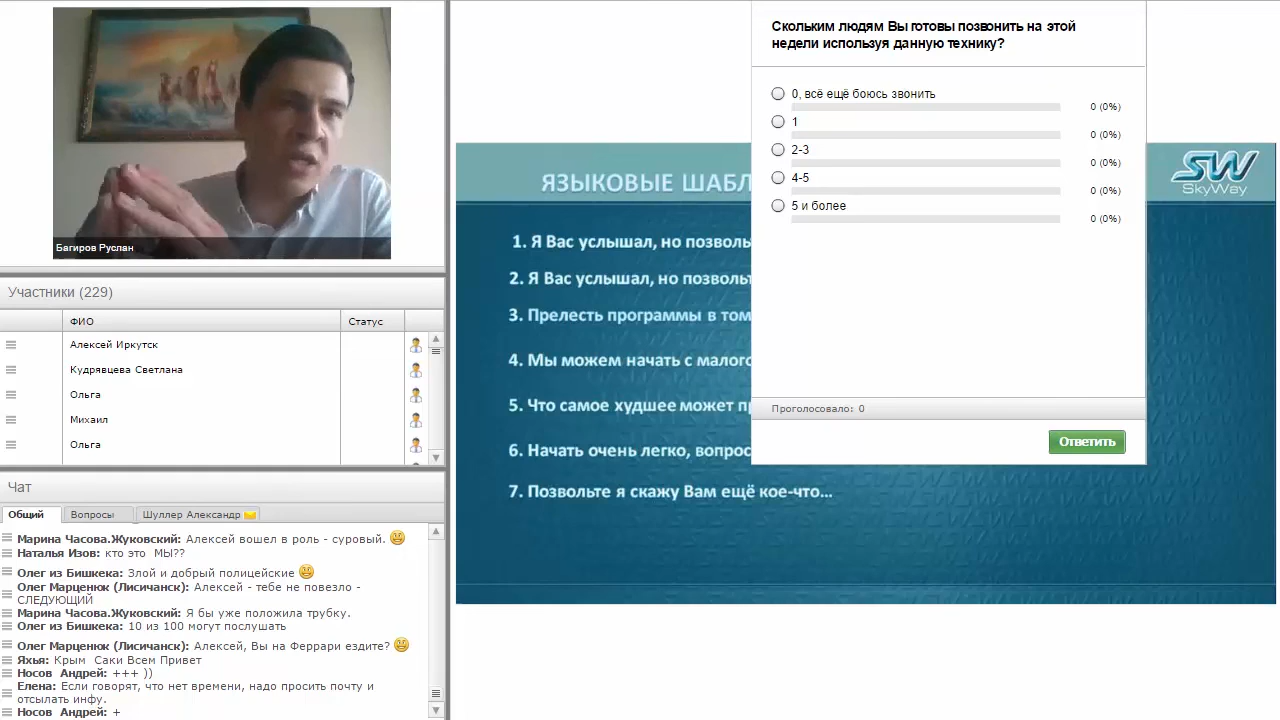 Багиров Руслан
Участники (229)
ФИО
Статус
Алексей Иркутск
Кудрявцева Светлана
Ольга
Михаил
Ольга
Чат
Общий
Вопросы
Шуллер Александр
Марина Часова.Жуковский: Алексей вошел в роль - суровый.
Наталья Изов: кто это МЫ??
Олег из Бишкека: Злой и добрый полицейские
Олег Марценюк (Лисичанск): Алексей - тебе не повезло -
СЛЕДУЮЩИЙ
Марина Часова.Жуковский: Я бы уже положила трубку.
Олег из Бишкека: 10 из 100 могут послушать
Олег Марценюк (Лисичанск): Алексей, Вы на Феррари ездите?
Яхья: Крым Саки Всем Привет
Носов Андрей: +++ ))
Елена: Если говорят, что нет времени, надо просить почту и
отсылать инфу.
Носов Андрей: +
Скольким людям Вы готовы позвонить на этой
недели используя данную технику?
0, всё ещё боюсь звонить
0 (0%)
1
0 (0%)
2-3
0 (0%)
4-5
0 (0%)
5 и более
0 (0%)
Проголосовало: 0
Ответить
ЯЗЫКОВЫЕ ШАБЛ
SW
SkyWay
1. Я Вас услышал, но позволь
2. Я Вас услышал, но позволь
3. Прелесть программы в том
4. Мы можем начать с малого
5. Что самое худшее может п
6. Начать очень легко, вопрос
7. Позвольте я скажу Вам ещё кое-что...